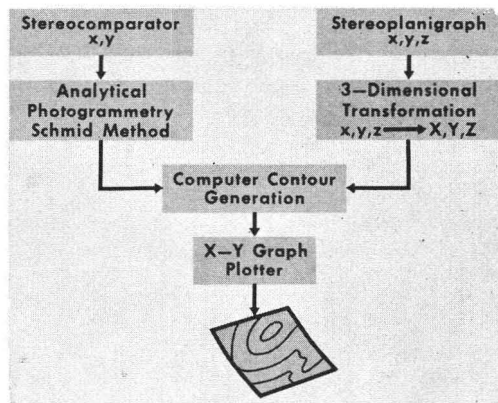 Stereocomparator
x,y
Stereoplanigraph
x,y,z
Analytical
Photogrammetry
Schmid Method
3—Dimensional
Transformation
x,y,z → X,Y,Z
Computer Contour
Generation
X—Y Graph
Plotter